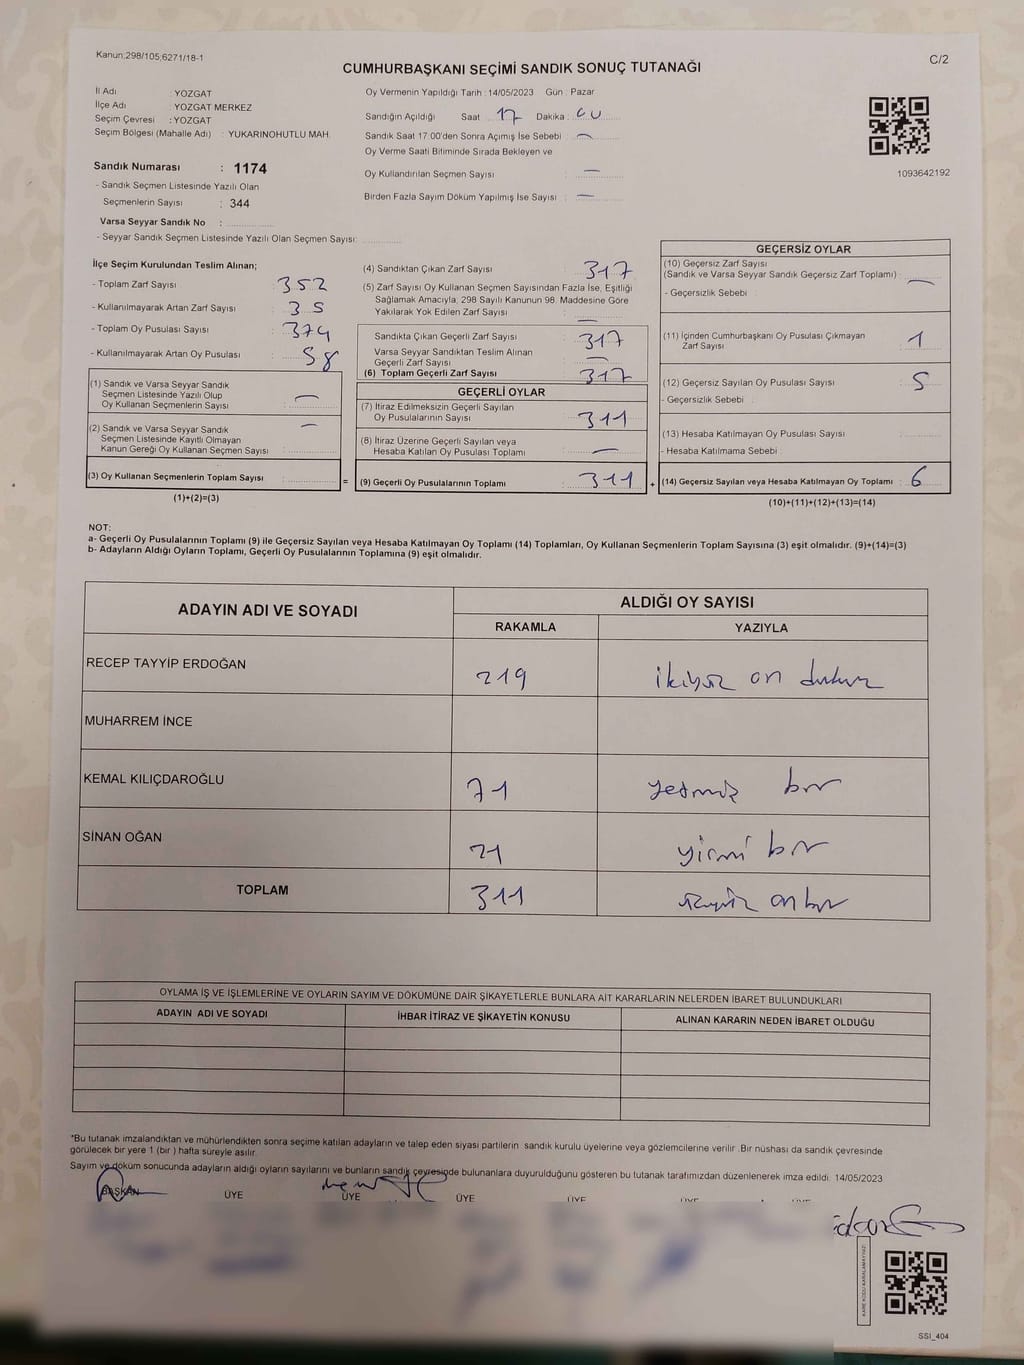 Kanun:298/105;6271/18-1
C/2
CUMHURBAŞKANI SEÇİMİ SANDIK SONUÇ TUTANAĞI
İl Adı : YOZGAT
İlçe Adı : YOZGAT MERKEZ
Seçim Çevresi : YOZGAT
Seçim Bölgesi (Mahalle Adı) : YUKARINOHUTLU MAH.
Sandık Numarası : 1174
- Sandık Seçmen Listesinde Yazılı Olan
Seçmenlerin Sayısı : 344
Varsa Seyyar Sandık No :
- Seyyar Sandık Seçmen Listesinde Yazılı Olan Seçmen Sayısı:
Oy Vermenin Yapıldığı Tarih : 14/05/2023 Gün : Pazar
Sandığın Açıldığı Saat 17 Dakika :
Sandık Saat 17:00'den Sonra Açımış İse Sebebi : —
Oy Verme Saati Bitiminde Sırada Bekleyen ve
Oy Kullandırılan Seçmen Sayısı : —
Birden Fazla Sayım Döküm Yapılmış İse Sayısı : —
1093642192
İlçe Seçim Kurulundan Teslim Alınan;
- Toplam Zarf Sayısı : 352
- Kullanılmayarak Artan Zarf Sayısı : 35
- Toplam Oy Pusulası Sayısı : 374
- Kullanılmayarak Artan Oy Pusulası : 58
(1) Sandık ve Varsa Seyyar Sandık
Seçmen Listesinde Yazılı Olup
Oy Kullanan Seçmenlerin Sayısı : —
(2) Sandık ve Varsa Seyyar Sandık —
Seçmen Listesinde Kayıtlı Olmayan
Kanun Gereği Oy Kullanan Seçmen Sayısı :
(3) Oy Kullanan Seçmenlerin Toplam Sayısı : =
(1)+(2)=(3)
(4) Sandıktan Çıkan Zarf Sayısı : 317
(5) Zarf Sayısı Oy Kullanan Seçmen Sayısından Fazla İse, Eşitliği
Sağlamak Amacıyla; 298 Sayılı Kanunun 98. Maddesine Göre
Yakılarak Yok Edilen Zarf Sayısı : —
Sandıkta Çıkan Geçerli Zarf Sayısı : 317
Varsa Seyyar Sandıktan Teslim Alınan
Geçerli Zarf Sayısı : —
(6) Toplam Geçerli Zarf Sayısı : 317
GEÇERLİ OYLAR
(7) İtiraz Edilmeksizin Geçerli Sayılan
Oy Pusulalarının Sayısı : 311
(8) İtiraz Üzerine Geçerli Sayılan veya
Hesaba Katılan Oy Pusulası Toplamı : —
(9) Geçerli Oy Pusulalarının Toplamı : 311 +
GEÇERSİZ OYLAR
(10) Geçersiz Zarf Sayısı
(Sandık ve Varsa Seyyar Sandık Geçersiz Zarf Toplamı) : —
- Geçersizlik Sebebi :
(11) İçinden Cumhurbaşkanı Oy Pusulası Çıkmayan
Zarf Sayısı : 1
(12) Geçersiz Sayılan Oy Pusulası Sayısı : 5
- Geçersizlik Sebebi :
(13) Hesaba Katılmayan Oy Pusulası Sayısı :
- Hesaba Katılmama Sebebi :
(14) Geçersiz Sayılan veya Hesaba Katılmayan Oy Toplamı : 6
(10)+(11)+(12)+(13)=(14)
NOT:
a- Geçerli Oy Pusulalarının Toplamı (9) ile Geçersiz Sayılan veya Hesaba Katılmayan Oy Toplamı (14) Toplamları, Oy Kullanan Seçmenlerin Toplam Sayısına (3) eşit olmalıdır. (9)+(14)=(3)
b- Adayların Aldığı Oyların Toplamı, Geçerli Oy Pusulalarının Toplamına (9) eşit olmalıdır.
ADAYIN ADI VE SOYADI
ALDIĞI OY SAYISI
RAKAMLA YAZIYLA
RECEP TAYYİP ERDOĞAN 219 ikiyüz on dokuz
MUHARREM İNCE
KEMAL KILIÇDAROĞLU 71 yetmiş bir
SİNAN OĞAN 21 yirmi bir
TOPLAM 311 üçyüz on bir
OYLAMA İŞ VE İŞLEMLERİNE VE OYLARIN SAYIM VE DÖKÜMÜNE DAİR ŞİKAYETLERLE BUNLARA AİT KARARLARIN NELERDEN İBARET BULUNDUKLARI
ADAYIN ADI VE SOYADI İHBAR İTİRAZ VE ŞİKAYETİN KONUSU ALINAN KARARIN NEDEN İBARET OLDUĞU
*Bu tutanak imzalandıktan ve mühürlendikten sonra seçime katılan adayların ve talep eden siyasi partilerin sandık kurulu üyelerine veya gözlemcilerine verilir. Bir nüshası da sandık çevresinde
görülecek bir yere 1 (bir) hafta süreyle asılır.
Sayım ve döküm sonucunda adayların aldığı oyların sayılarını ve bunların sandık çevresinde bulunanlara duyurulduğunu gösteren bu tutanak tarafımızdan düzenlenerek imza edildi. 14/05/2023
BAŞKAN ÜYE ÜYE ÜYE ÜYE ÜYE ÜYE
KARE KODU KARALAMAYINIZ!
SSI_404